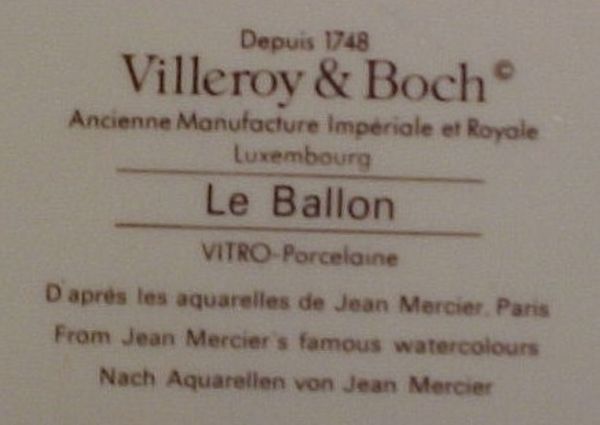 Depuis 1748
Villeroy & Boch©
Ancienne Manufacture Impériale et Royale
Luxembourg
Le Ballon
VITRO-Porcelaine
D'aprés les aquarelles de Jean Mercier, Paris
From Jean Mercier's famous watercolours
Nach Aquarellen von Jean Mercier